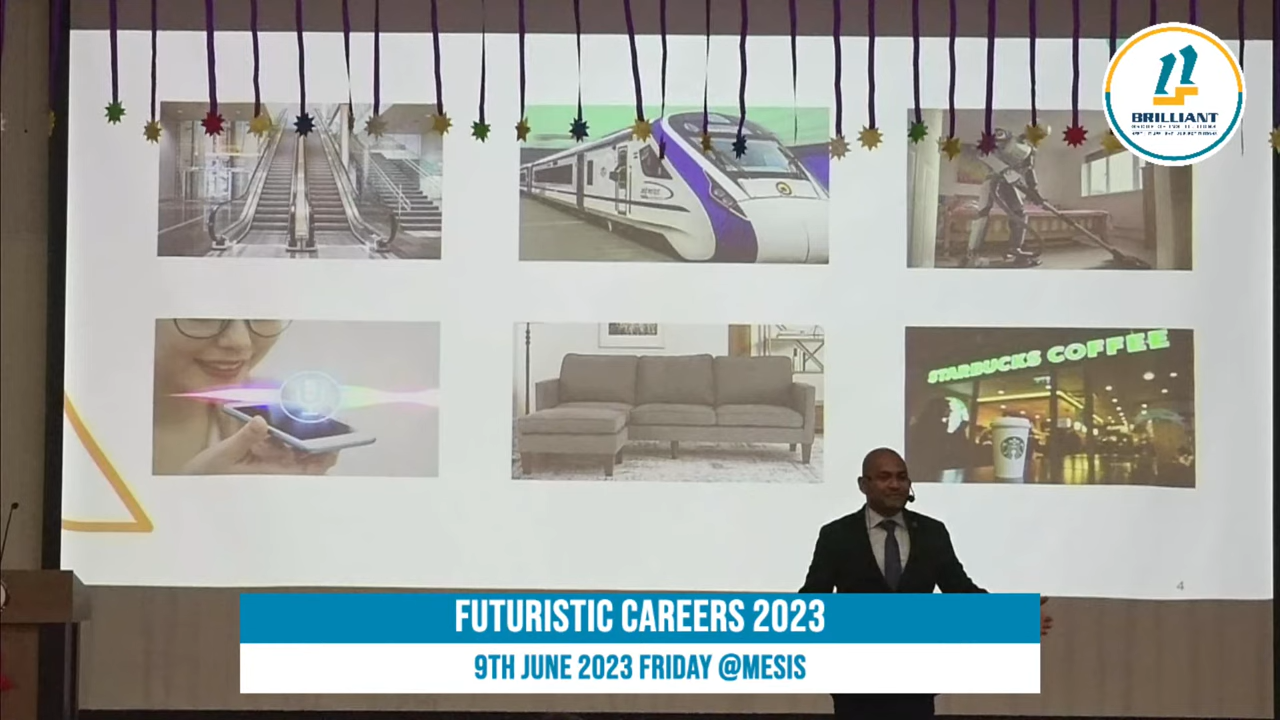 BRILLIANT
STARBUCKS COFFEE
4
FUTURISTIC CAREERS 2023
9TH JUNE 2023 FRIDAY @MESIS